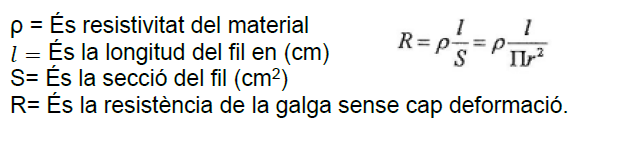 ρ = És resistivitat del material
l = És la longitud del fil en (cm)
S= És la secció del fil (cm²)
R= És la resistència de la galga sense cap deformació.
R = ρ l/S = ρ l/Πr²